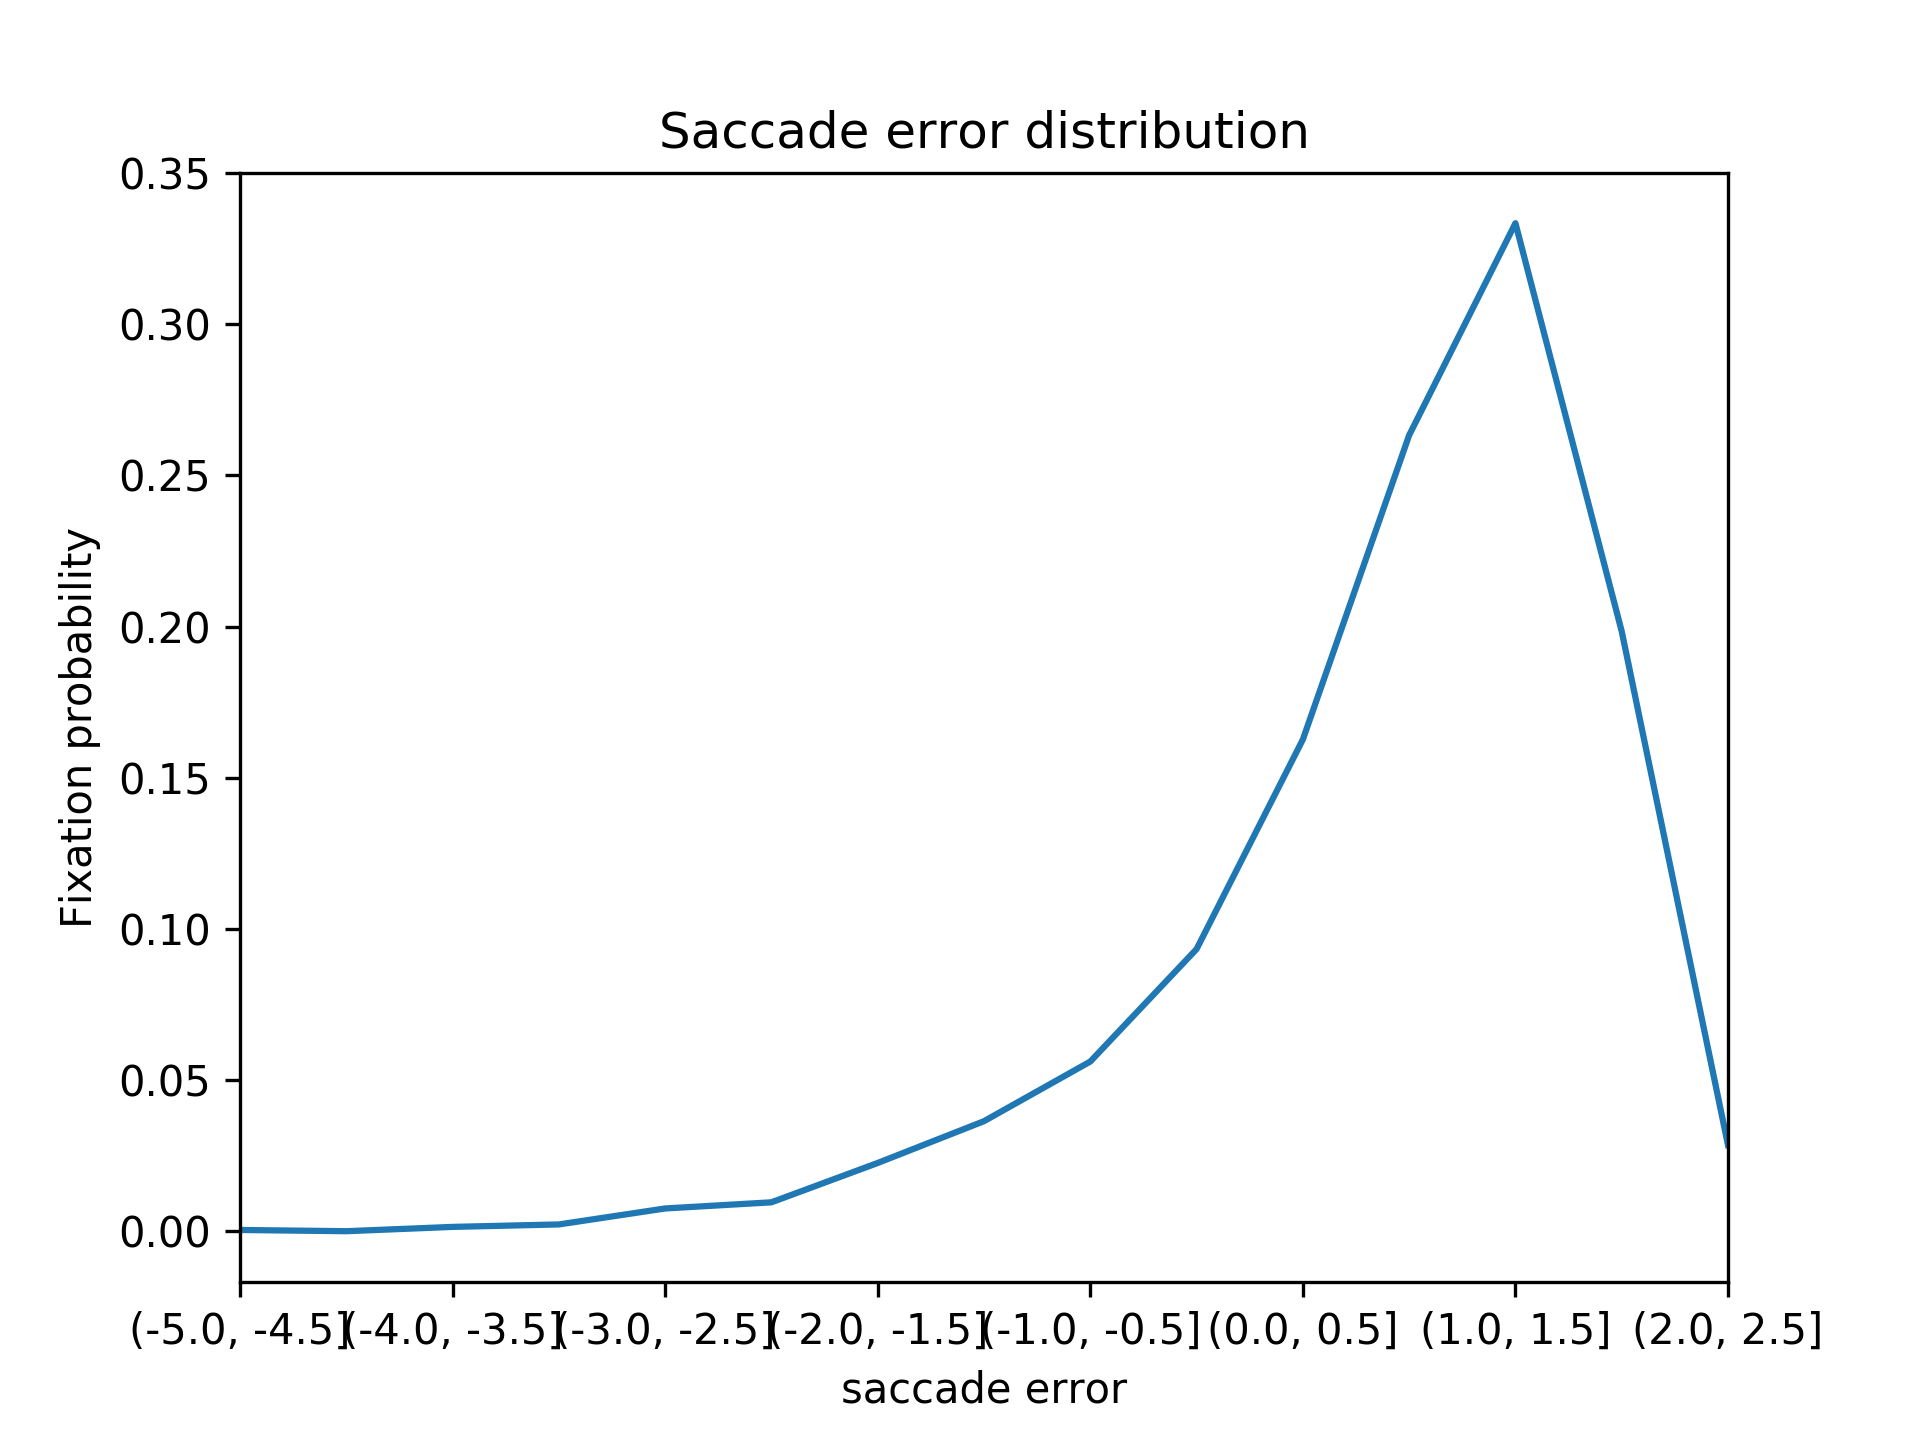 Saccade error distribution
0.35
0.30
0.25
0.20
0.15
0.10
0.05
0.00
Fixation probability
(-5.0, -4.5] (-4.0, -3.5] (-3.0, -2.5] (-2.0, -1.5] (-1.0, -0.5] (0.0, 0.5] (1.0, 1.5] (2.0, 2.5]
saccade error